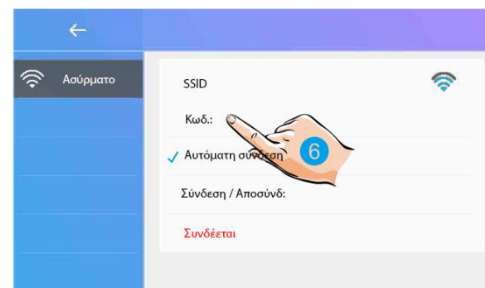 Ασύρματο
SSID
Κωδ.:
Αυτόματη σύνδεση
6
Σύνδεση / Αποσύνδ:
Συνδέεται